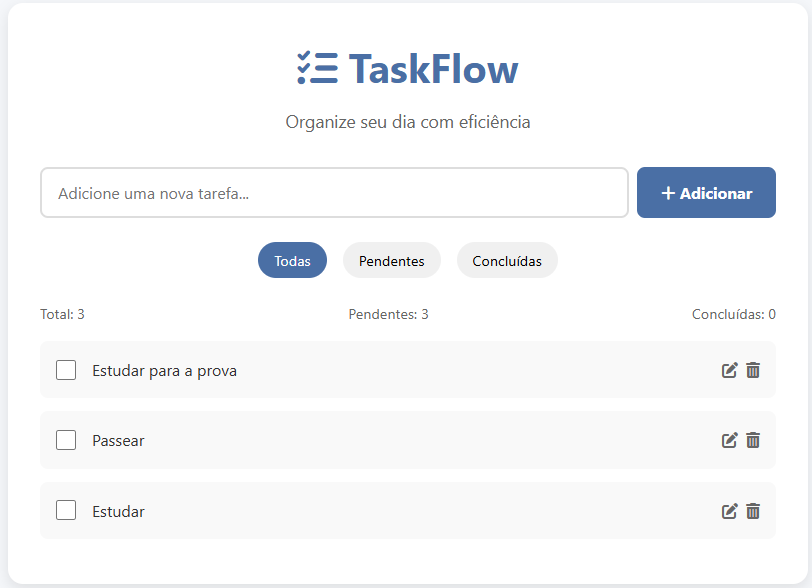 TaskFlow
Organize seu dia com eficiência
Adicione uma nova tarefa...
+ Adicionar
Todas Pendentes Concluídas
Total: 3 Pendentes: 3 Concluídas: 0
Estudar para a prova
Passear
Estudar